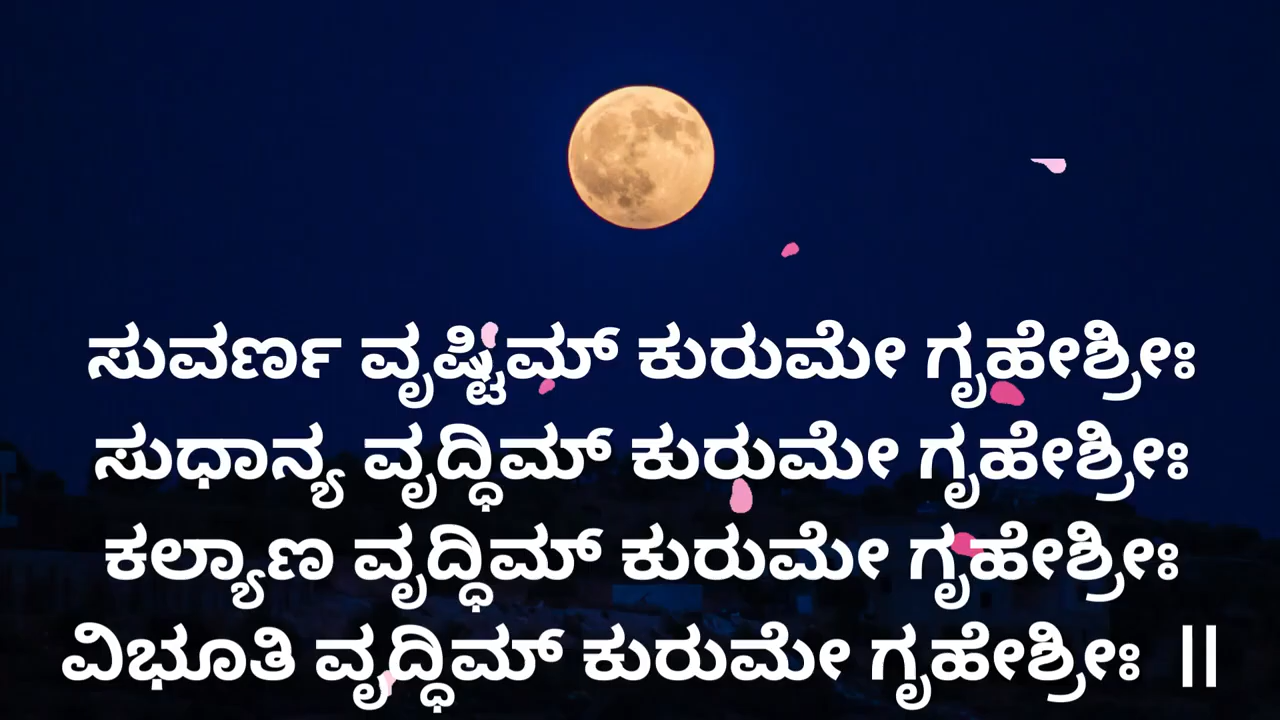 ಸುವರ್ಣ ವೃಷ್ಟಿಮ್ ಕುರುಮೇ ಗೃಹೇಶ್ರೀಃ
ಸುಧಾನ್ಯ ವೃದ್ಧಿಮ್ ಕುರುಮೇ ಗೃಹೇಶ್ರೀಃ
ಕಲ್ಯಾಣ ವೃದ್ಧಿಮ್ ಕುರುಮೇ ಗೃಹೇಶ್ರೀಃ
ವಿಭೂತಿ ವೃದ್ಧಿಮ್ ಕುರುಮೇ ಗೃಹೇಶ್ರೀಃ ||